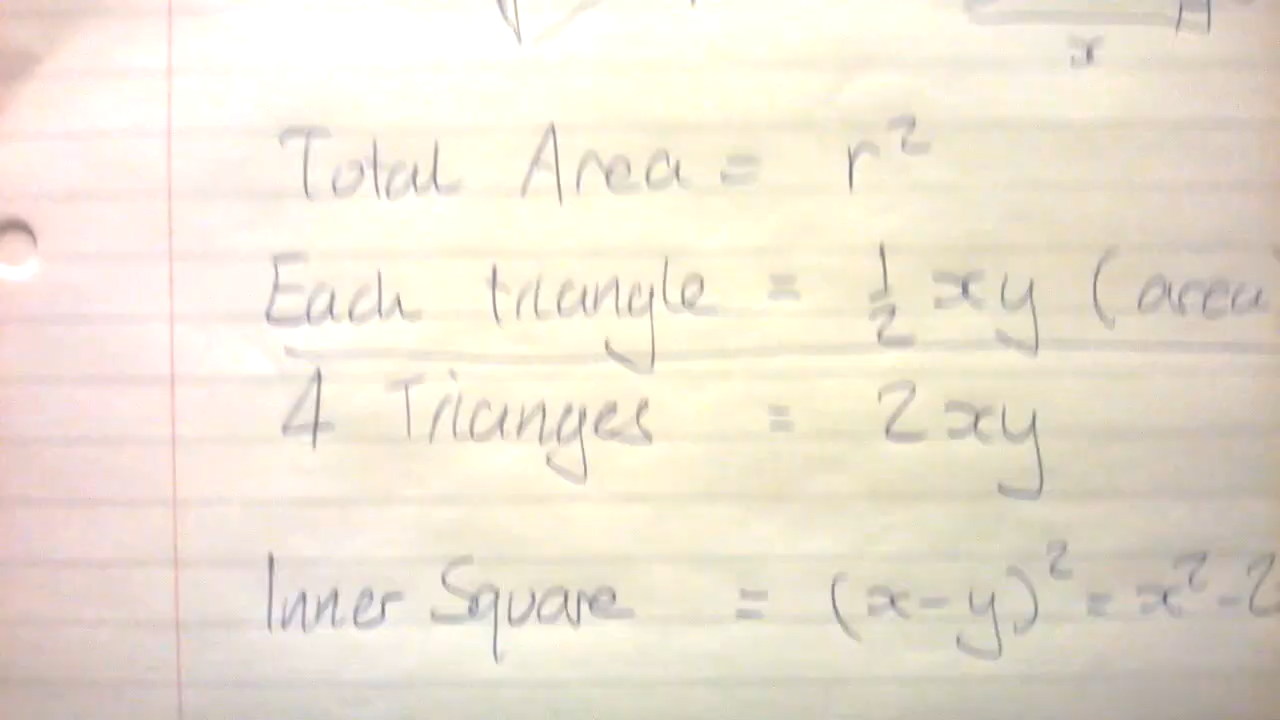 x
Total Area = r²
Each triangle = ½ xy (area
4 Trianges = 2xy
Inner Square = (x-y)² = x² - 2